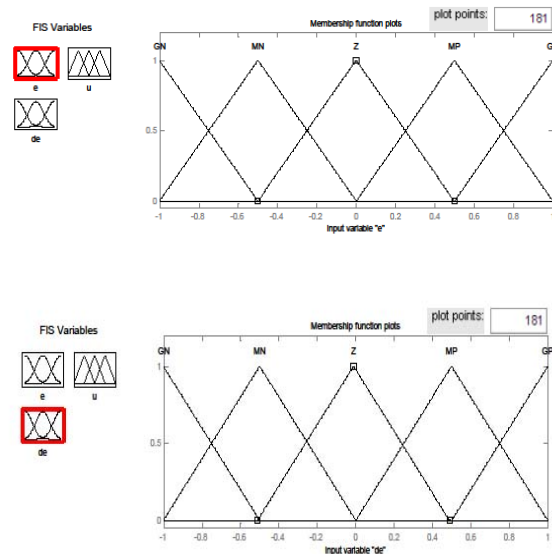 plot points: 181
FIS Variables
Membership function plots
GN MN Z MP G
e u
de
1
0.5
0
-1 -0.8 -0.6 -0.4 -0.2 0 0.2 0.4 0.6 0.8 1
Input variable "e"
plot points: 181
FIS Variables
Membership function plots
GN MN Z MP GP
e u
de
1
0.5
0
-1 -0.8 -0.6 -0.4 -0.2 0 0.2 0.4 0.6 0.8 1
Input variable "de"